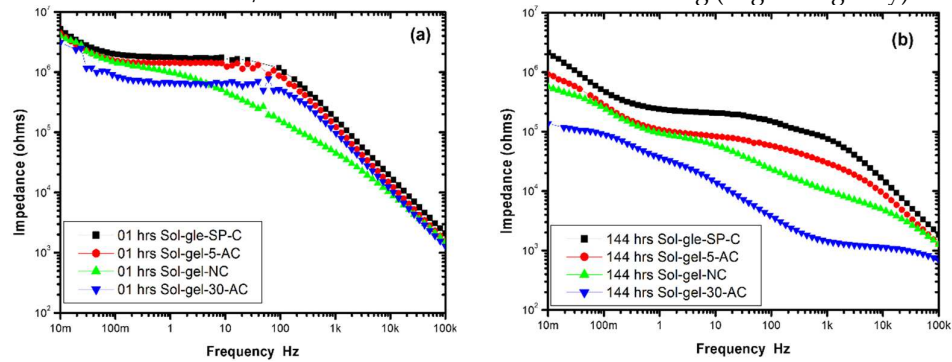 (a)
10⁷
10⁶
10⁵
10⁴
10³
10²
Impedance (ohms)
01 hrs Sol-gle-SP-C
01 hrs Sol-gel-5-AC
01 hrs Sol-gel-NC
01 hrs Sol-gel-30-AC
10m 100m 1 10 100 1k 10k 100k
Frequency Hz
(b)
10⁷
10⁶
10⁵
10⁴
10³
10²
Impedance (ohms)
144 hrs Sol-gle-SP-C
144 hrs Sol-gel-5-AC
144 hrs Sol-gel-NC
144 hrs Sol-gel-30-AC
10m 100m 1 10 100 1k 10k 100k
Frequency Hz